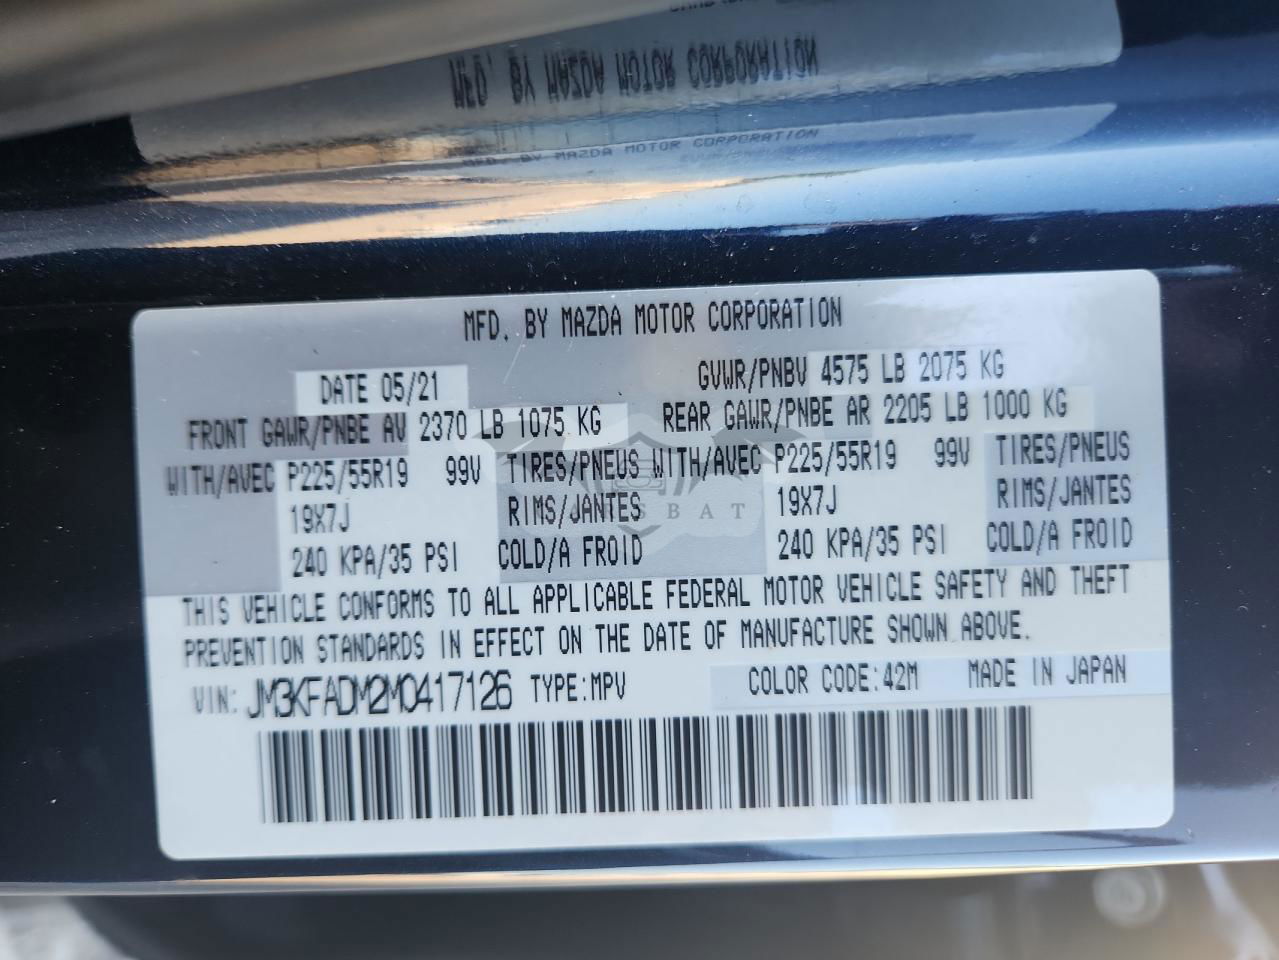 MFD. BY MAZDA MOTOR CORPORATION
MFD. BY MAZDA MOTOR CORPORATION
MFD. BY MAZDA MOTOR CORPORATION
DATE 05/21 GVWR/PNBV 4575 LB 2075 KG
FRONT GAWR/PNBE AV 2370 LB 1075 KG REAR GAWR/PNBE AR 2205 LB 1000 KG
WITH/AVEC P225/55R19 99V TIRES/PNEUS WITH/AVEC P225/55R19 99V TIRES/PNEUS
19X7J RIMS/JANTES 19X7J RIMS/JANTES
240 KPA/35 PSI COLD/A FROID 240 KPA/35 PSI COLD/A FROID
THIS VEHICLE CONFORMS TO ALL APPLICABLE FEDERAL MOTOR VEHICLE SAFETY AND THEFT
PREVENTION STANDARDS IN EFFECT ON THE DATE OF MANUFACTURE SHOWN ABOVE.
VIN: JM3KFADM2M0417126 TYPE:MPV COLOR CODE:42M MADE IN JAPAN